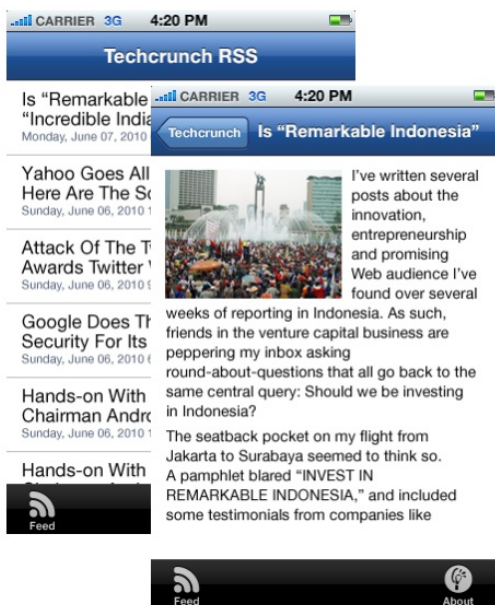 CARRIER 3G 4:20 PM
Techcrunch RSS
Is “Remarkable
“Incredible India
Monday, June 07, 2010
Yahoo Goes All
Here Are The
Sunday, June 06, 2010
Attack Of The
Awards Twitter
Sunday, June 06, 2010
Google Does
Security For Its
Sunday, June 06, 2010
Hands-on With
Chairman
Sunday, June 06, 2010
Hands-on With
Feed
CARRIER 3G 4:20 PM
Techcrunch Is “Remarkable Indonesia”
I’ve written several
posts about the
innovation,
entrepreneurship
and promising
Web audience I’ve
found over several
weeks of reporting in Indonesia. As such,
friends in the venture capital business are
peppering my inbox asking
round-about-questions that all go back to the
same central query: Should we be investing
in Indonesia?
The seatback pocket on my flight from
Jakarta to Surabaya seemed to think so.
A pamphlet blared “INVEST IN
REMARKABLE INDONESIA,” and included
some testimonials from companies like
Feed About